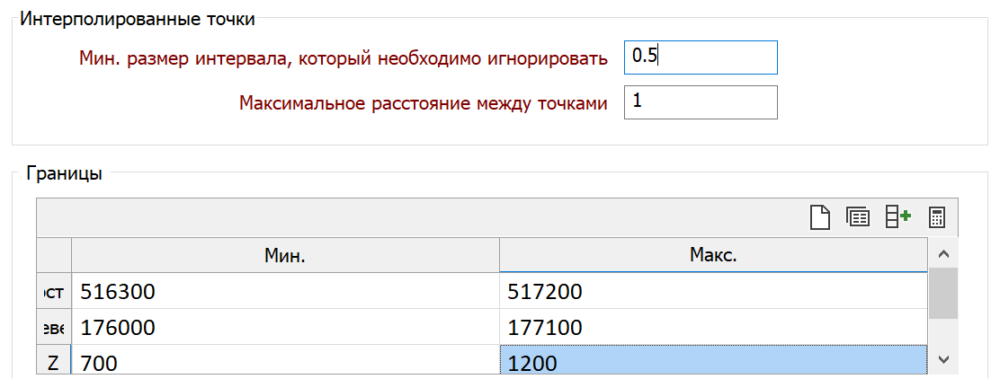 Интерполированные точки
Мин. размер интервала, который необходимо игнорировать 0.5
Максимальное расстояние между точками 1
Границы
Мин. Макс.
ост 516300 517200
еве 176000 177100
Z 700 1200